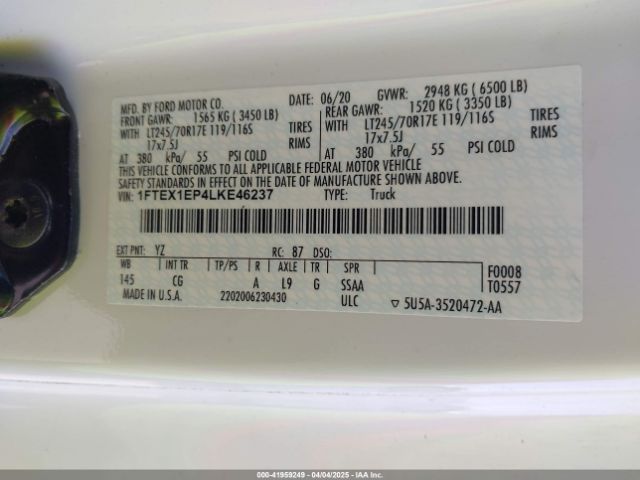 MFD. BY FORD MOTOR CO. DATE: 06/20 GVWR: 2948 KG ( 6500 LB)
FRONT GAWR: 1565 KG ( 3450 LB) REAR GAWR: 1520 KG ( 3350 LB)
WITH LT245/70R17E 119/116S TIRES WITH LT245/70R17E 119/116S TIRES
17x7.5J RIMS 17x7.5J RIMS
AT 380 kPa/ 55 PSI COLD AT 380 kPa/ 55 PSI COLD
THIS VEHICLE CONFORMS TO ALL APPLICABLE FEDERAL MOTOR VEHICLE
SAFETY STANDARDS IN EFFECT ON THE DATE OF MANUFACTURE SHOWN ABOVE.
VIN: 1FTEX1EP4LKE46237 TYPE: Truck
EXT PNT: YZ RC: 87 DSO:
WB INT TR TP/PS R AXLE TR SPR F0008
145 CG A L9 G SSAA T0557
MADE IN U.S.A. 2202006230430 ULC ▽ 5U5A-3520472-AA
000-41959249 - 04/04/2025 - Copyright IAA, Inc.